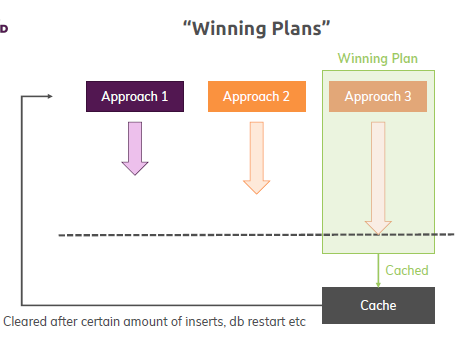 D
"Winning Plans"
Winning Plan
Approach 1
Approach 2
Approach 3
Cached
Cache
Cleared after certain amount of inserts, db restart etc